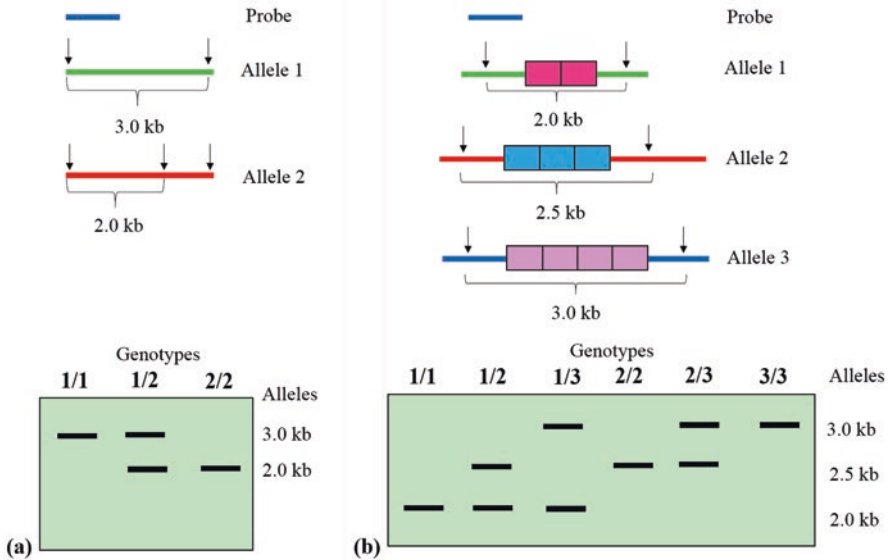 Probe
Allele 1
3.0 kb
Allele 2
2.0 kb
Genotypes
1/1 1/2 2/2
Alleles
3.0 kb
2.0 kb
(a)
Probe
Allele 1
2.0 kb
Allele 2
2.5 kb
Allele 3
3.0 kb
Genotypes
1/1 1/2 1/3 2/2 2/3 3/3 Alleles
3.0 kb
2.5 kb
2.0 kb
(b)